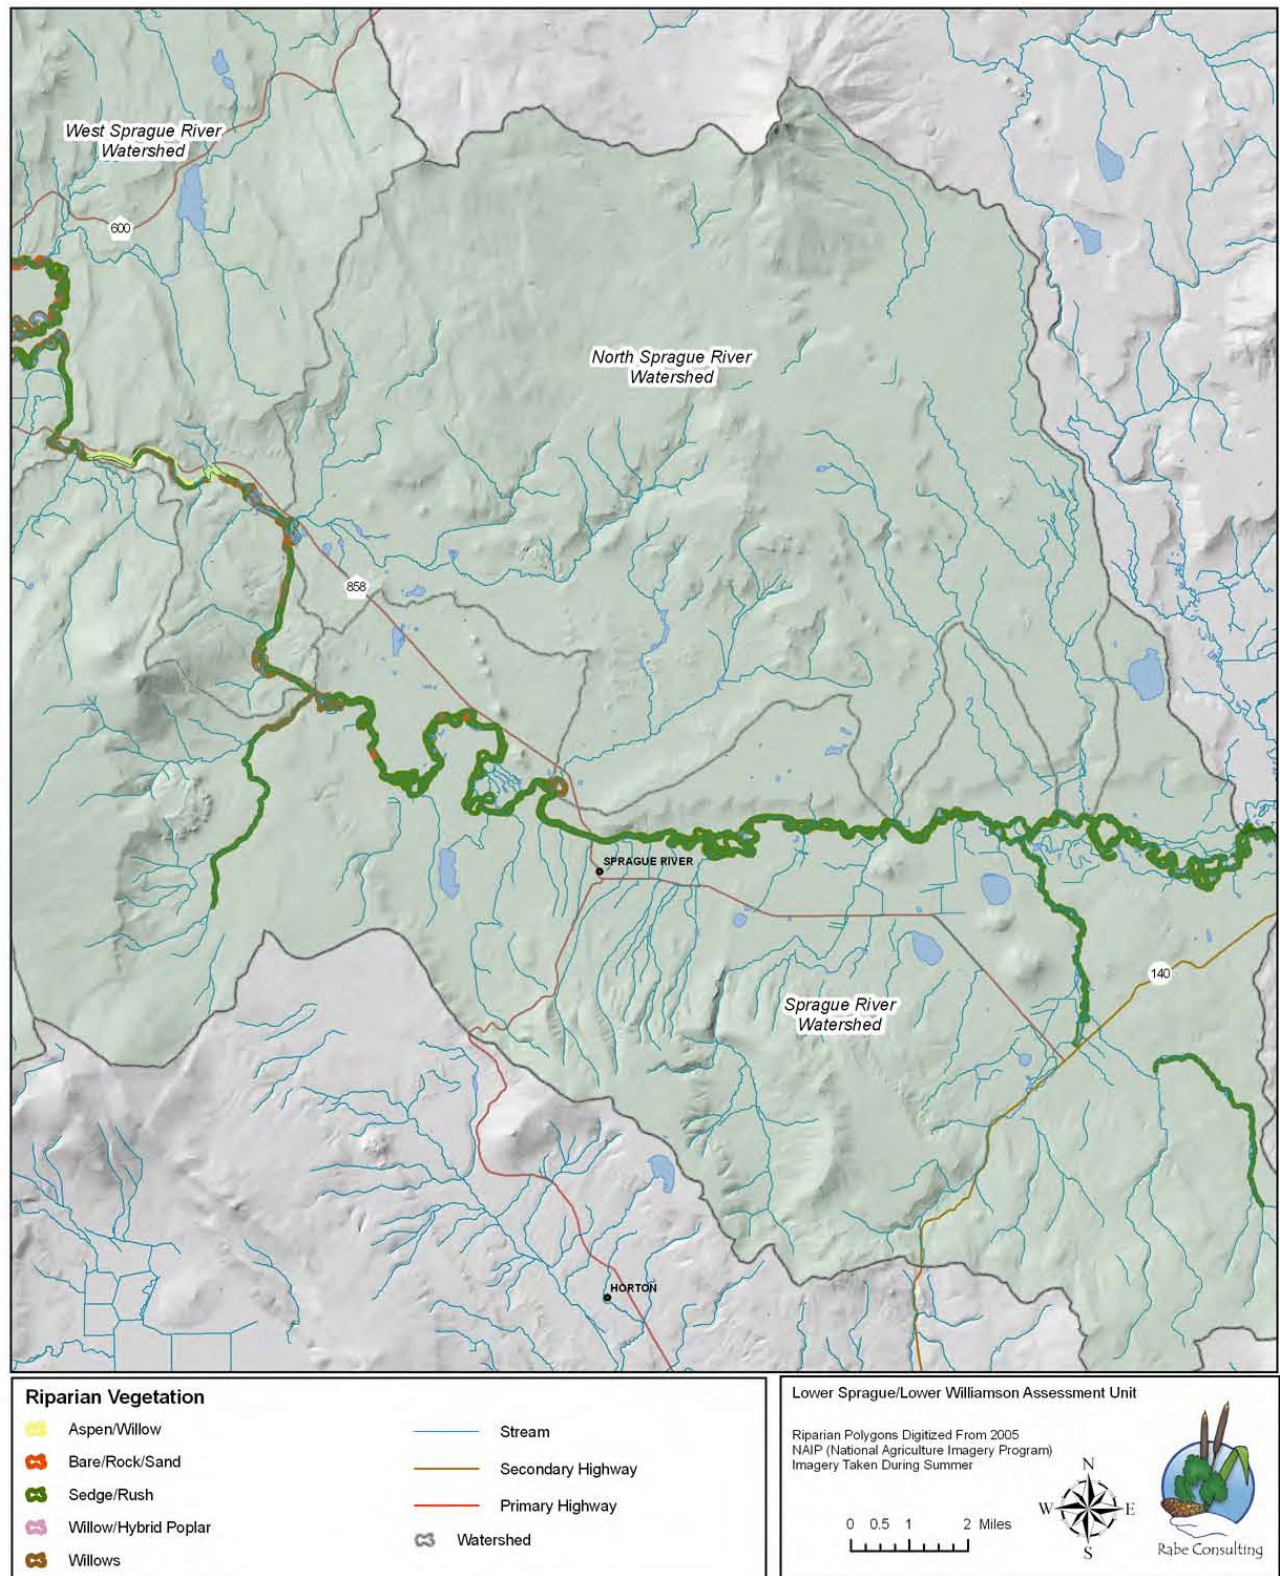 West Sprague River
Watershed
600
North Sprague River
Watershed
858
SPRAGUE RIVER
140
Sprague River
Watershed
HORTON
Riparian Vegetation
Aspen/Willow
Bare/Rock/Sand
Sedge/Rush
Willow/Hybrid Poplar
Willows
Stream
Secondary Highway
Primary Highway
Watershed
Lower Sprague/Lower Williamson Assessment Unit
Riparian Polygons Digitized From 2005
NAIP (National Agriculture Imagery Program)
Imagery Taken During Summer
0 0.5 1 2 Miles
N
W E
S
Rabe Consulting